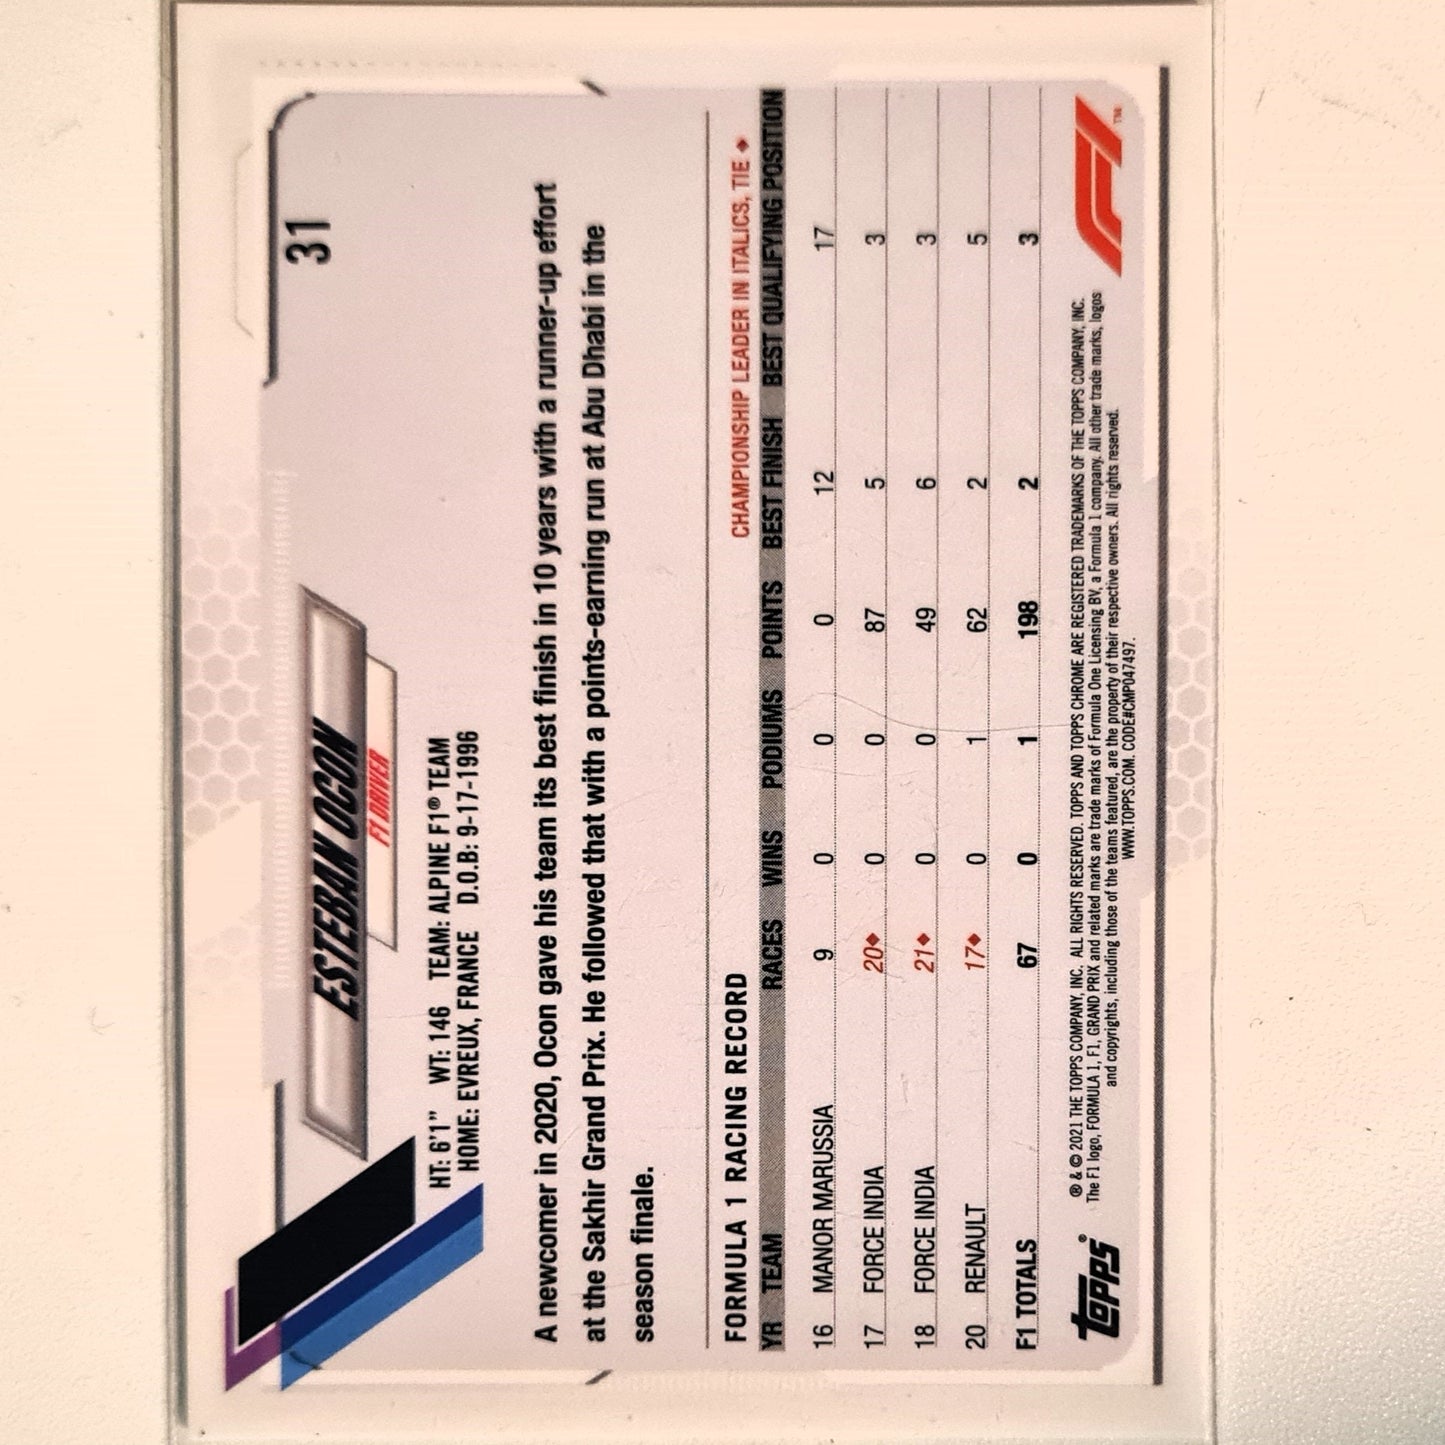 31
ESTEBAN OCON
F1 DRIVER
HT: 6'1" WT: 146 TEAM: ALPINE F1® TEAM
HOME: EVREUX, FRANCE D.O.B: 9-17-1996
A newcomer in 2020, Ocon gave his team its best finish in 10 years with a runner-up effort
at the Sakhir Grand Prix. He followed that with a points-earning run at Abu Dhabi in the
season finale.
FORMULA 1 RACING RECORD CHAMPIONSHIP LEADER IN ITALICS, TIE ♦
YR TEAM RACES WINS PODIUMS POINTS BEST FINISH BEST QUALIFYING POSITION
16 MANOR MARUSSIA 9 0 0 0 12 17
17 FORCE INDIA 20♦ 0 0 87 5 3
18 FORCE INDIA 21♦ 0 0 49 6 3
20 RENAULT 17♦ 0 1 62 2 5
F1 TOTALS 67 0 1 198 2 3
topps®
® & © 2021 THE TOPPS COMPANY, INC. ALL RIGHTS RESERVED. TOPPS AND TOPPS CHROME ARE REGISTERED TRADEMARKS OF THE TOPPS COMPANY, INC.
The F1 logo, FORMULA 1, F1, GRAND PRIX and related marks are trade marks of Formula One Licensing BV, a Formula 1 company. All other trade marks, logos
and copyrights, including those of the teams featured, are the property of their respective owners. All rights reserved.
WWW.TOPPS.COM. CODE#CMP047497.
F1™